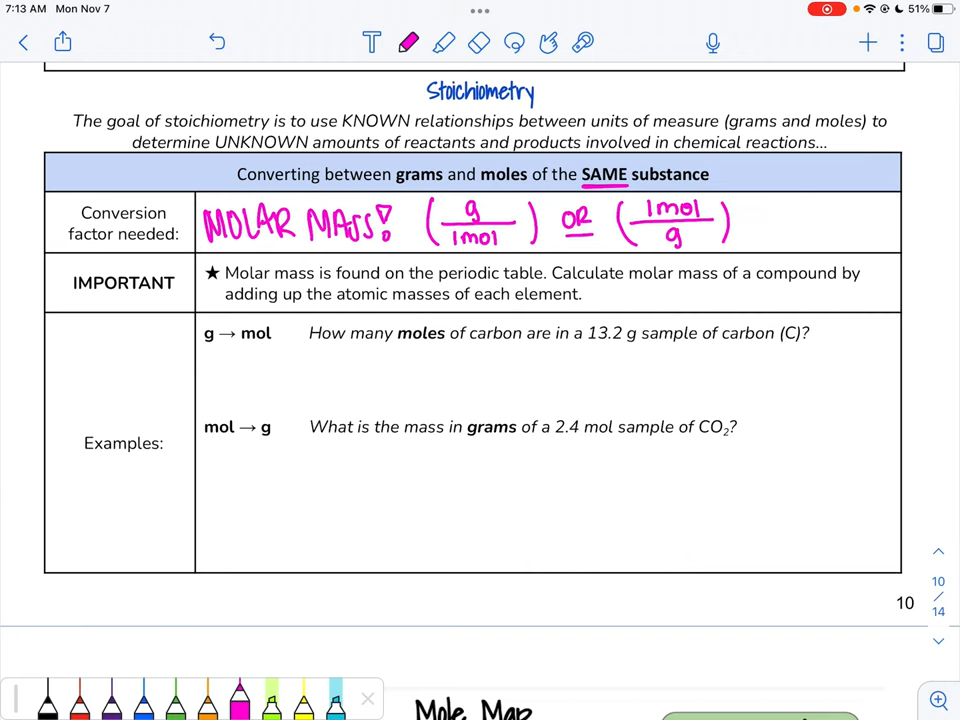 7:13 AM Mon Nov 7
51%
Stoichiometry
The goal of stoichiometry is to use KNOWN relationships between units of measure (grams and moles) to
determine UNKNOWN amounts of reactants and products involved in chemical reactions...
Converting between grams and moles of the SAME substance
Conversion
factor needed:
MOLAR MASS! (g/1mol) OR (1mol/g)
IMPORTANT
★ Molar mass is found on the periodic table. Calculate molar mass of a compound by
adding up the atomic masses of each element.
Examples:
g → mol How many moles of carbon are in a 13.2 g sample of carbon (C)?
mol → g What is the mass in grams of a 2.4 mol sample of CO₂?
10
10
/
14
Mole Map